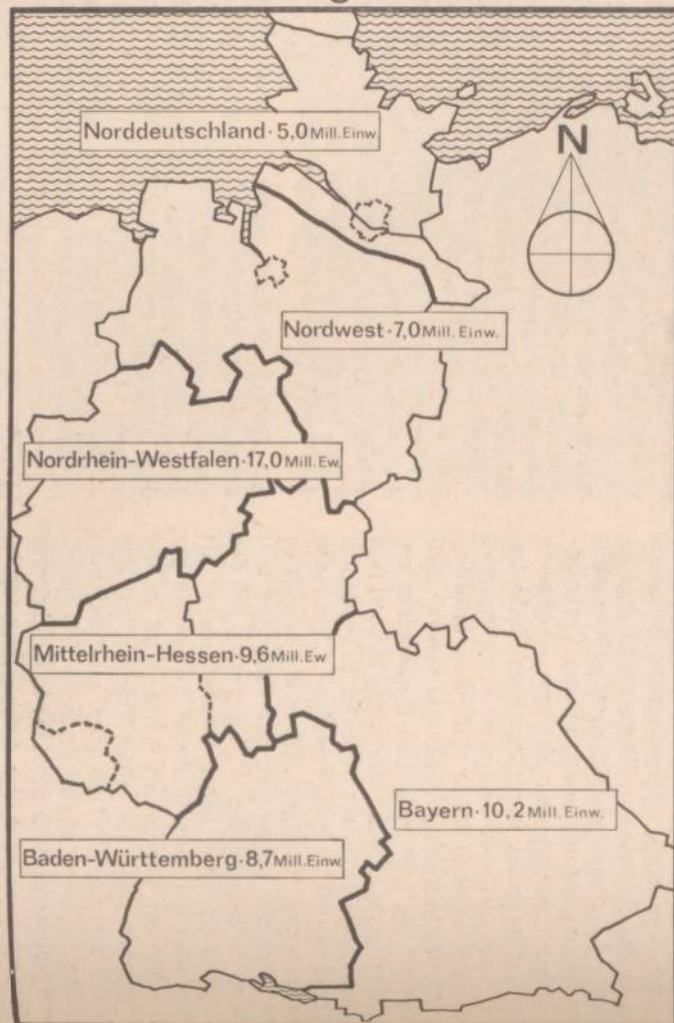 Norddeutschland·5,0 Mill. Einw.
N
Nordwest·7,0 Mill. Einw.
Nordrhein-Westfalen·17,0 Mill. Ew.
Mittelrhein-Hessen·9,6 Mill. Ew
Bayern·10,2 Mill. Einw.
Baden-Württemberg·8,7 Mill. Einw.